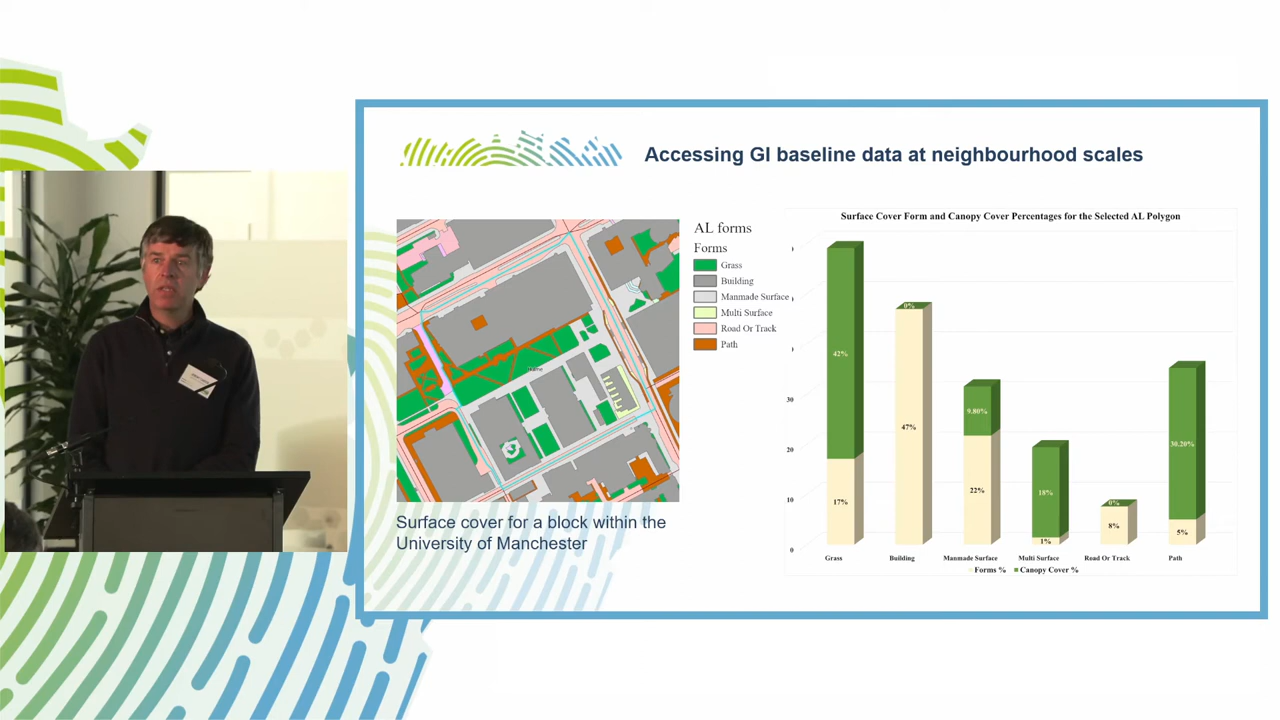 Accessing GI baseline data at neighbourhood scales
AL forms
Forms
Grass
Building
Manmade Surface
Multi Surface
Road Or Track
Path
Surface cover for a block within the
University of Manchester
Surface Cover Form and Canopy Cover Percentages for the Selected AL Polygon
30
20
10
0
42%
17%
0%
47%
9.80%
22%
18%
1%
0%
8%
30.20%
5%
Grass
Building
Manmade Surface
Multi Surface
Road Or Track
Path
Forms %
Canopy Cover %